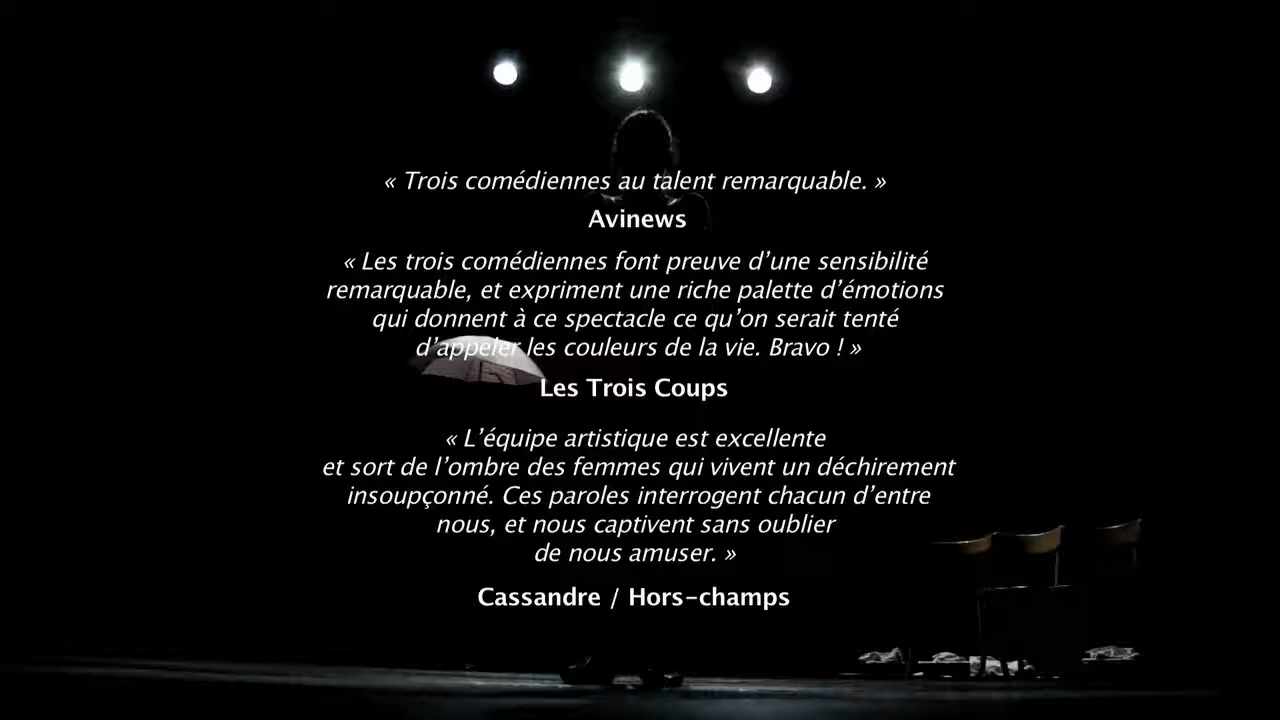 « Trois comédiennes au talent remarquable. »
Avinews
« Les trois comédiennes font preuve d’une sensibilité
remarquable, et expriment une riche palette d’émotions
qui donnent à ce spectacle ce qu’on serait tenté
d’appeler les couleurs de la vie. Bravo ! »
Les Trois Coups
« L’équipe artistique est excellente
et sort de l’ombre des femmes qui vivent un déchirement
insoupçonné. Ces paroles interrogent chacun d’entre
nous, et nous captivent sans oublier
de nous amuser. »
Cassandre / Hors-champs